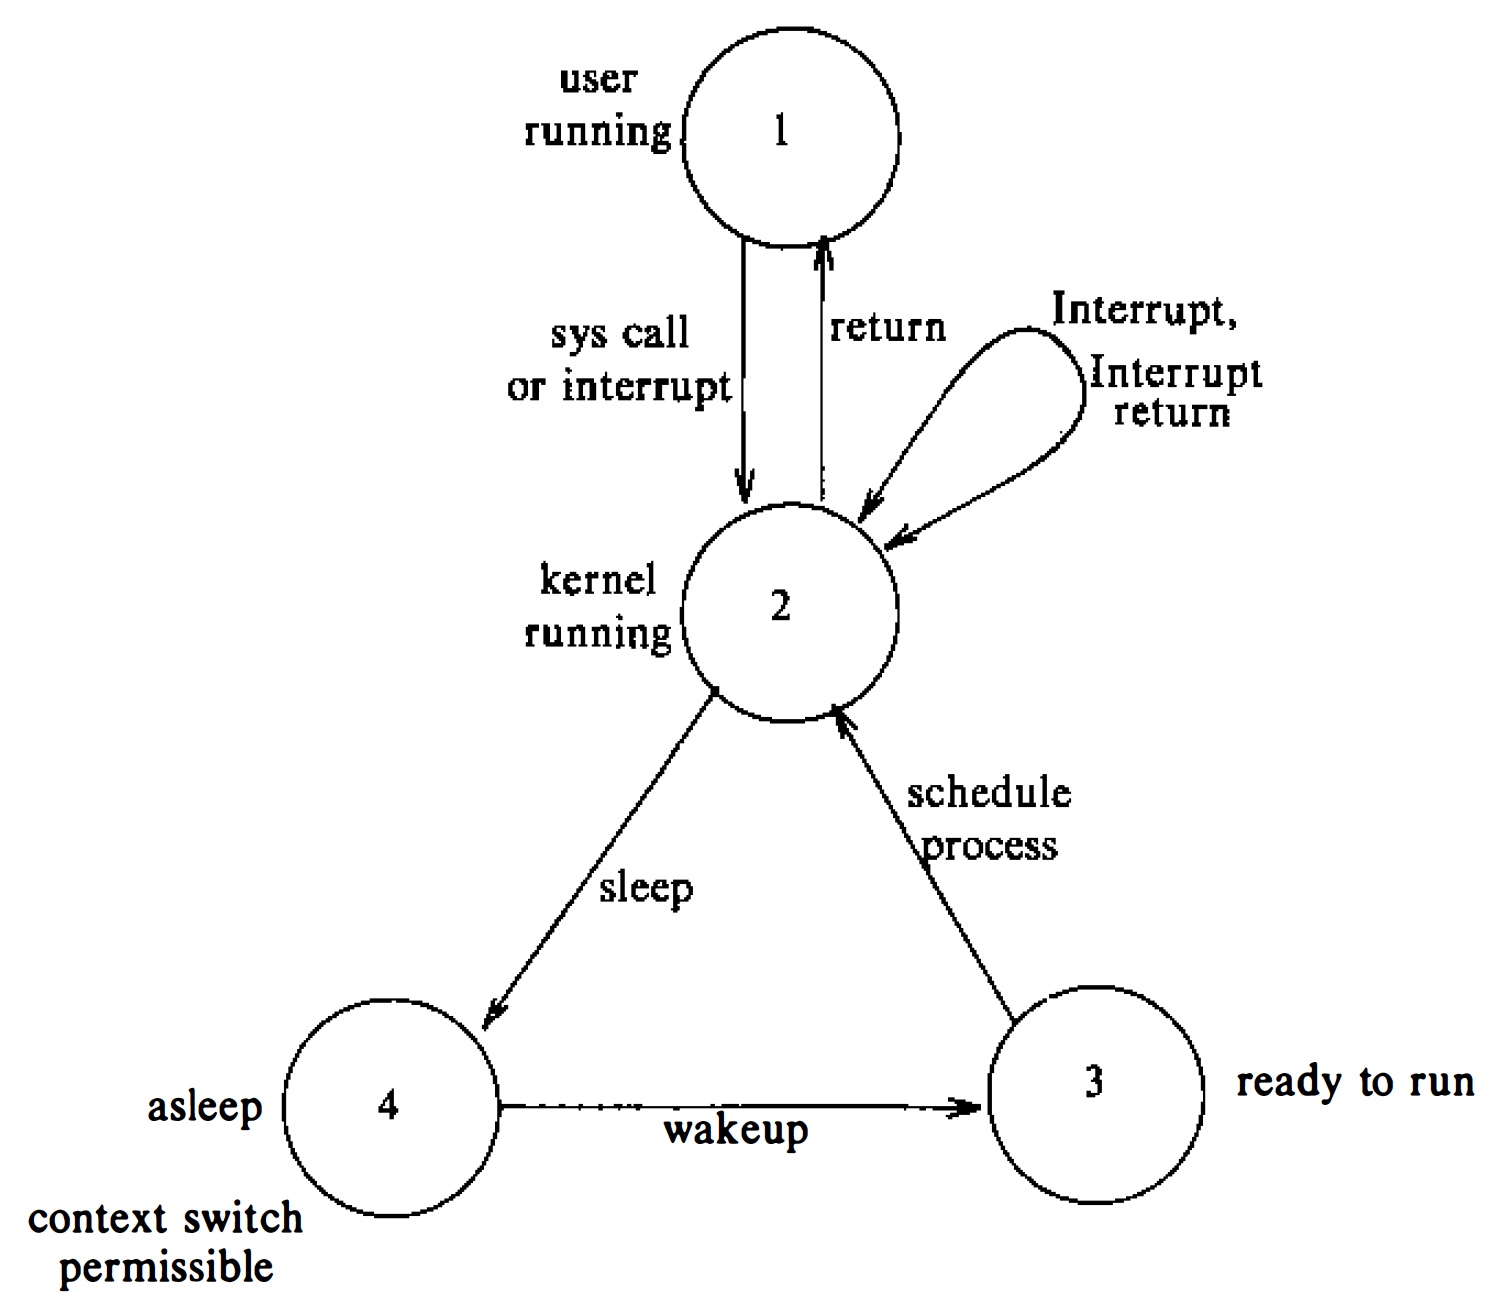 user
running
1
sys call
or interrupt
return
Interrupt,
Interrupt
return
kernel
running
2
sleep
schedule
process
asleep
4
wakeup
3
ready to run
context switch
permissible